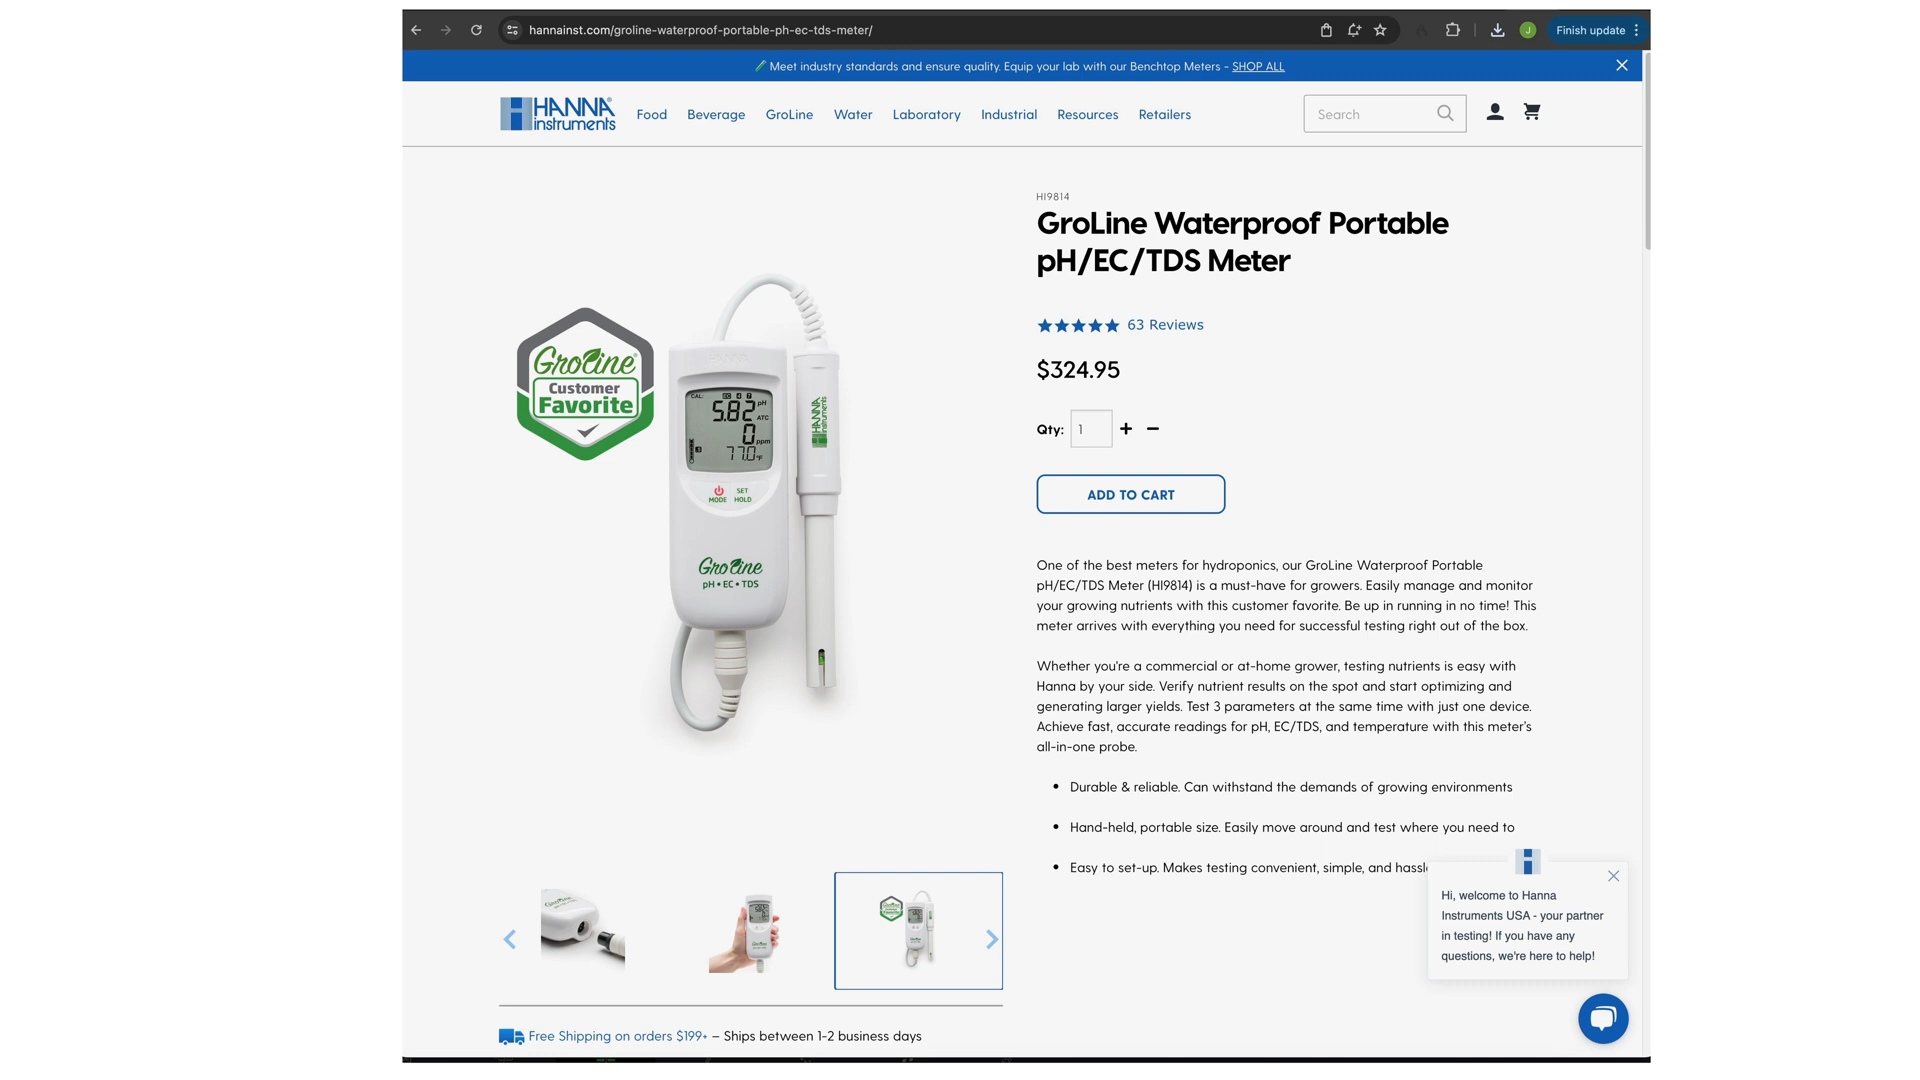 hannainst.com/groline-waterproof-portable-ph-ec-tds-meter/
J
Finish update
Meet industry standards and ensure quality. Equip your lab with our Benchtop Meters - SHOP ALL
HANNA
instruments
Food
Beverage
GroLine
Water
Laboratory
Industrial
Resources
Retailers
Search
HI9814
GroLine Waterproof Portable
pH/EC/TDS Meter
63 Reviews
$324.95
Qty: 1 + −
ADD TO CART
GroLine
Customer
Favorite
CAL:
5.82 pH
ATC
0 ppm
77.0 °F
MODE
SET
HOLD
HANNA
instruments
GroLine
pH • EC • TDS
One of the best meters for hydroponics, our GroLine Waterproof Portable
pH/EC/TDS Meter (HI9814) is a must-have for growers. Easily manage and monitor
your growing nutrients with this customer favorite. Be up in running in no time! This
meter arrives with everything you need for successful testing right out of the box.
Whether you're a commercial or at-home grower, testing nutrients is easy with
Hanna by your side. Verify nutrient results on the spot and start optimizing and
generating larger yields. Test 3 parameters at the same time with just one device.
Achieve fast, accurate readings for pH, EC/TDS, and temperature with this meter's
all-in-one probe.
• Durable & reliable. Can withstand the demands of growing environments
• Hand-held, portable size. Easily move around and test where you need to
• Easy to set-up. Makes testing convenient, simple, and
Hi, welcome to Hanna
Instruments USA - your partner
in testing! If you have any
questions, we're here to help!
Free Shipping on orders $199+ – Ships between 1-2 business days